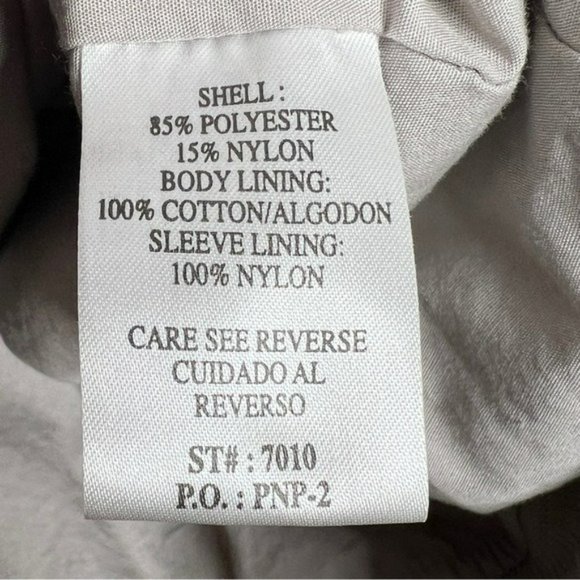 SHELL :
85% POLYESTER
15% NYLON
BODY LINING:
100% COTTON/ALGODON
SLEEVE LINING:
100% NYLON
CARE SEE REVERSE
CUIDADO AL
REVERSO
ST# : 7010
P.O. : PNP-2